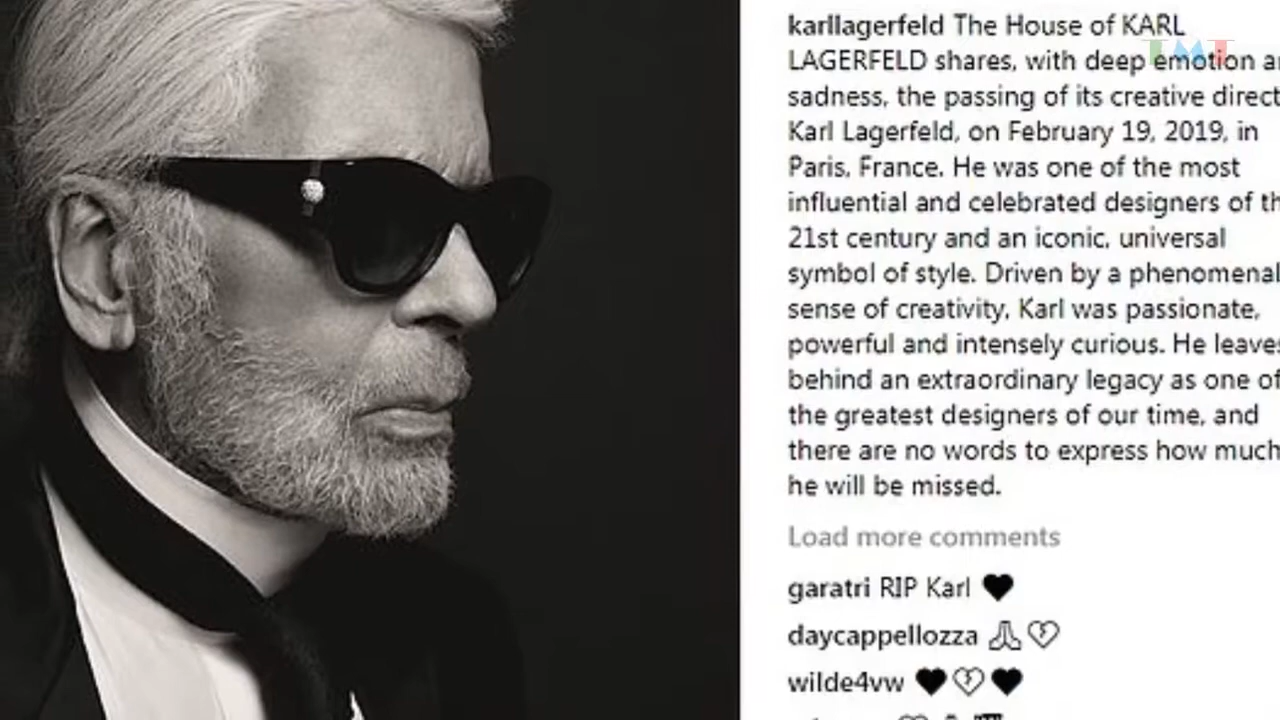 karllagerfeld The House of KARL
TMT
LAGERFELD shares, with deep emotion a
sadness, the passing of its creative direct
Karl Lagerfeld, on February 19, 2019, in
Paris, France. He was one of the most
influential and celebrated designers of th
21st century and an iconic, universal
symbol of style. Driven by a phenomenal
sense of creativity, Karl was passionate,
powerful and intensely curious. He leaves
behind an extraordinary legacy as one of
the greatest designers of our time, and
there are no words to express how much
he will be missed.
Load more comments
garatri RIP Karl 🖤
daycappellozza 🙏💔
wilde4vw 🖤💔🖤